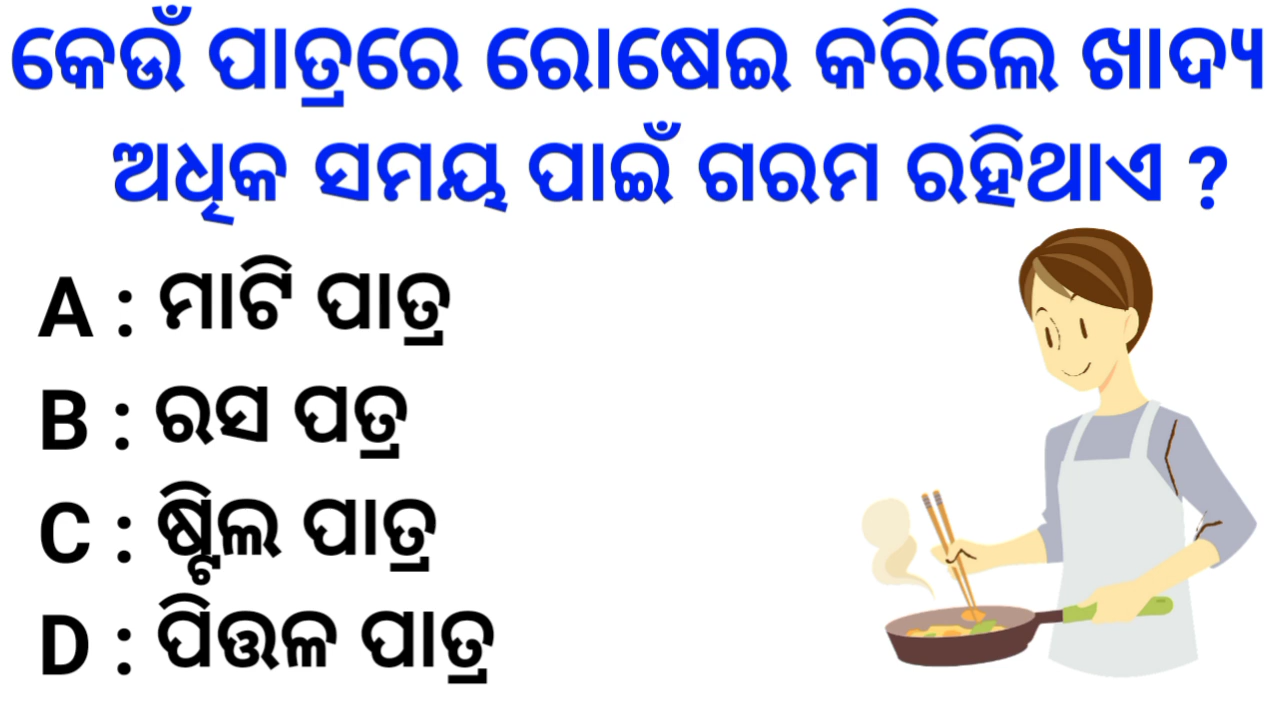 କେଉଁ ପାତ୍ରରେ ରୋଷେଇ କରିଲେ ଖାଦ୍ୟ
ଅଧିକ ସମୟ ପାଇଁ ଗରମ ରହିଥାଏ ?
A : ମାଟି ପାତ୍ର
B : ରସ ପତ୍ର
C : ଷ୍ଟିଲ ପାତ୍ର
D : ପିତ୍ତଳ ପାତ୍ର